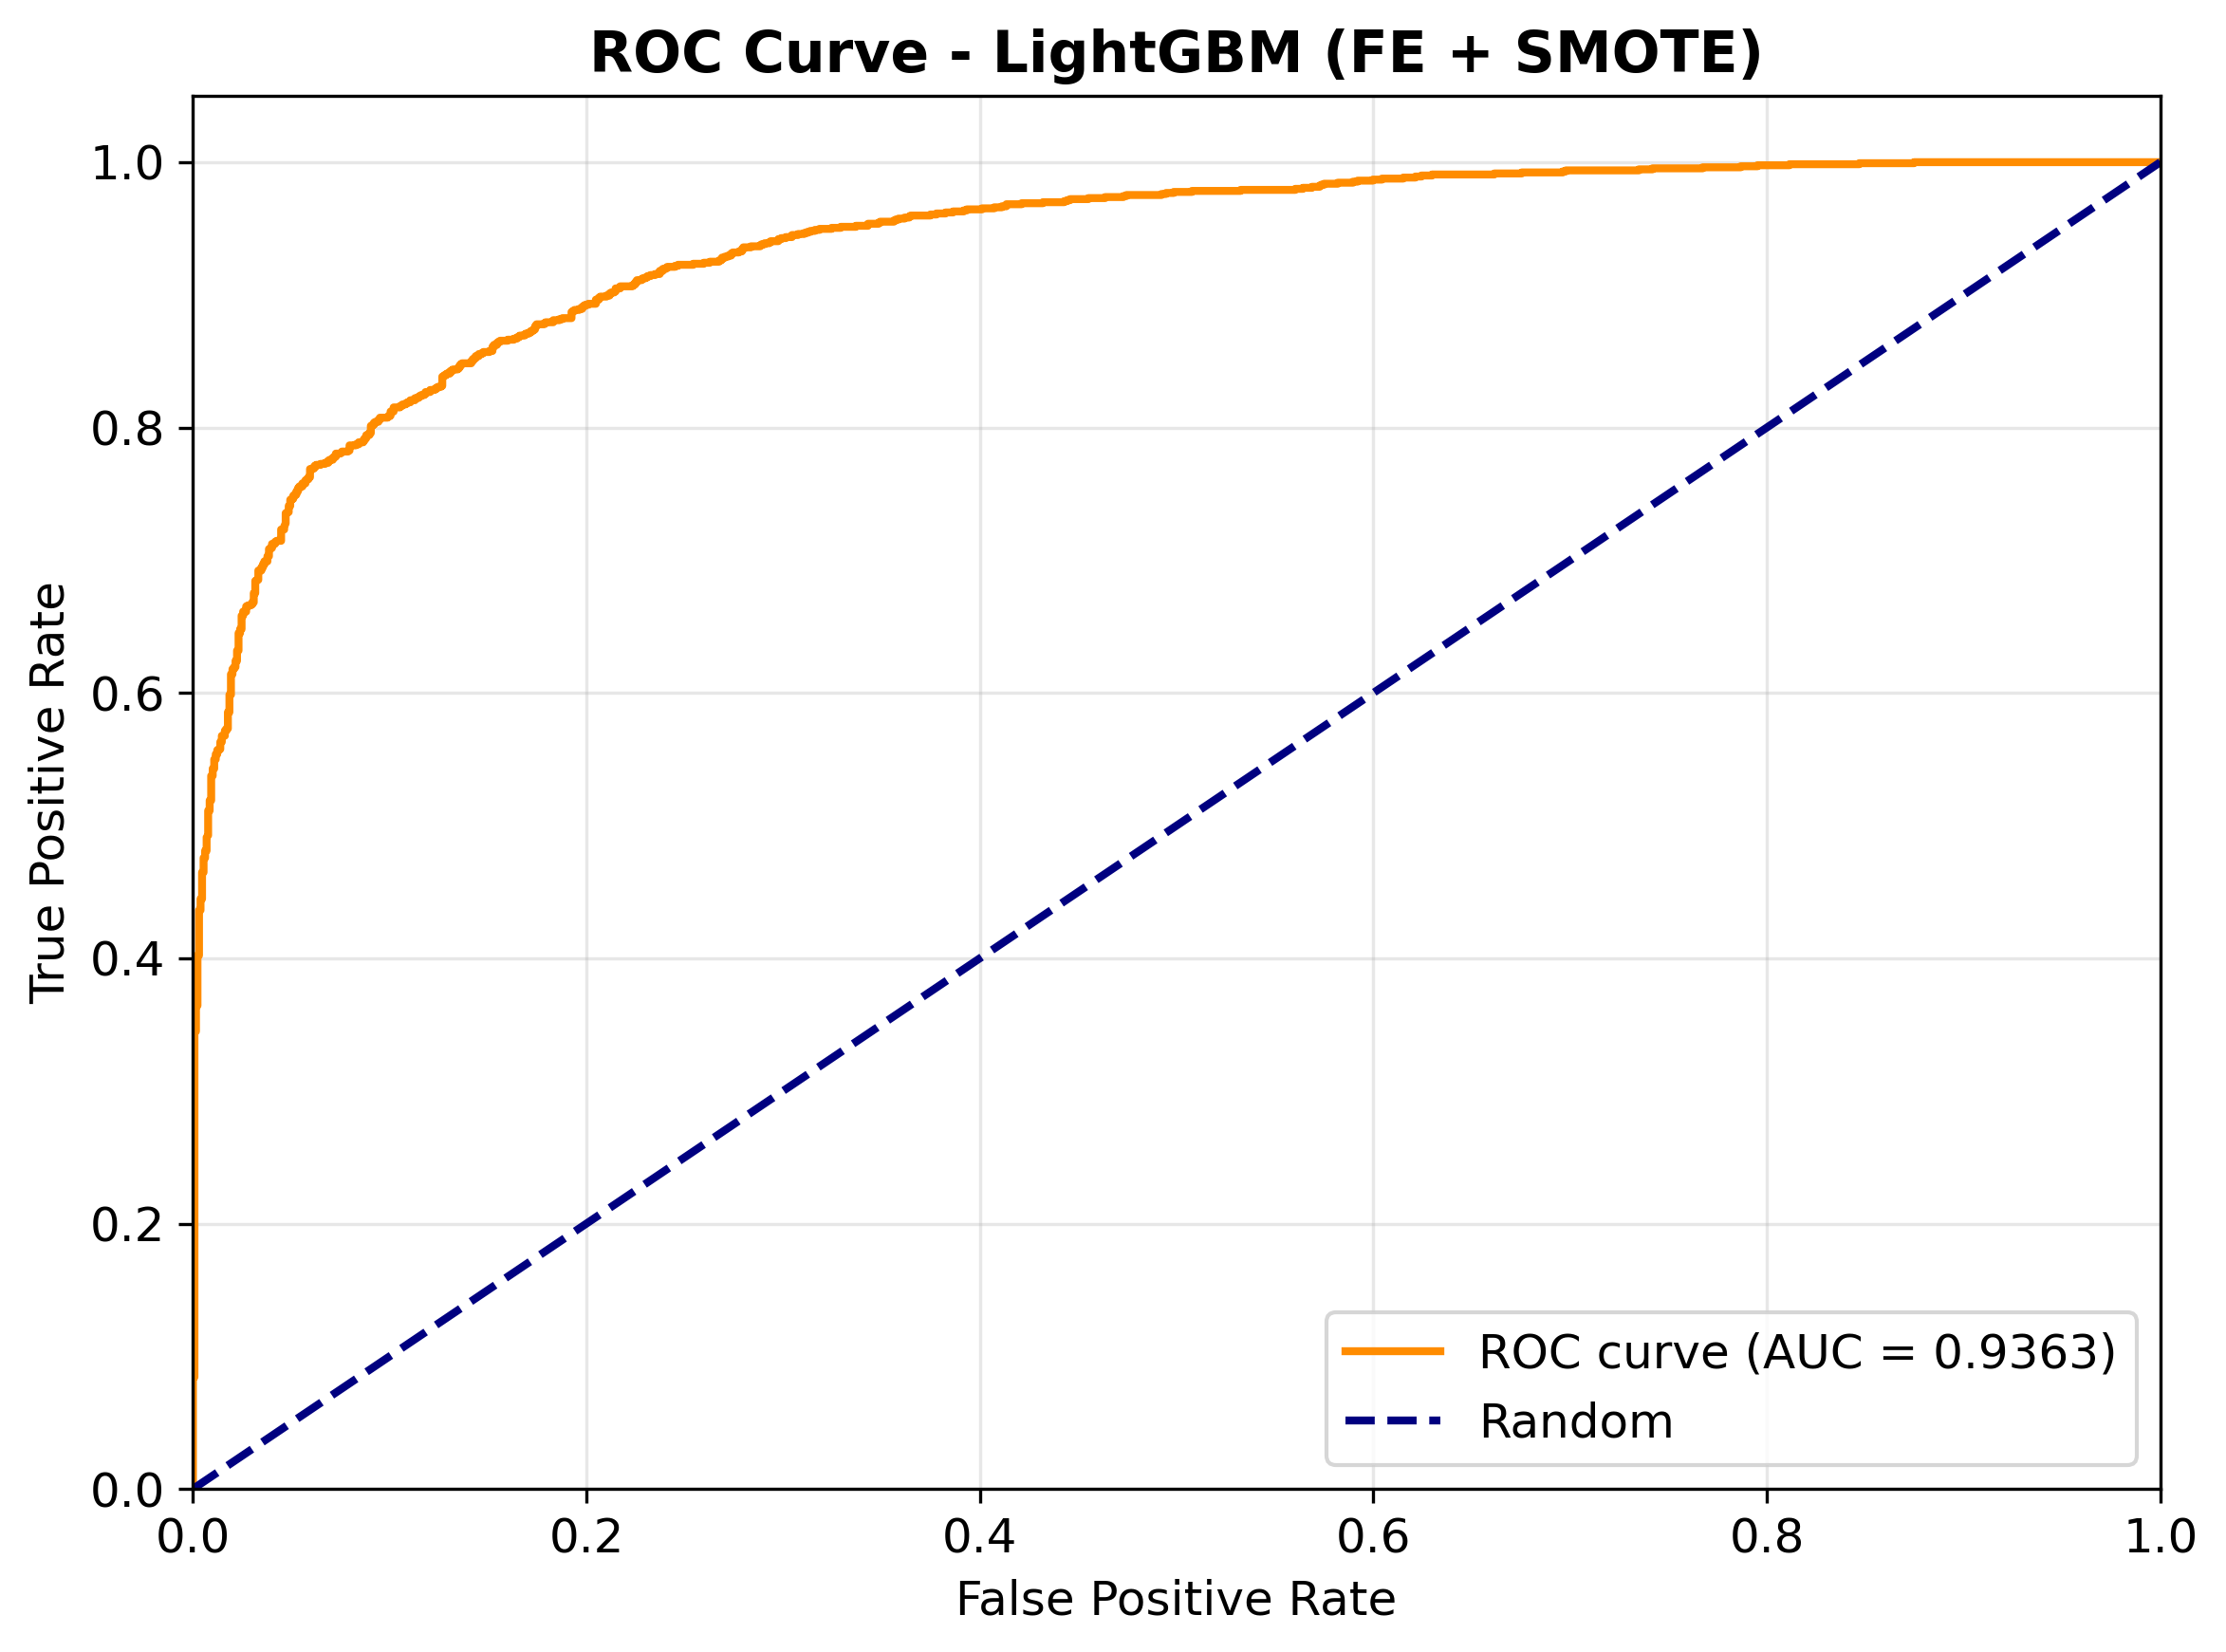 ROC Curve - LightGBM (FE + SMOTE)
1.0
0.8
0.6
0.4
0.2
0.0
True Positive Rate
0.0 0.2 0.4 0.6 0.8 1.0
False Positive Rate
ROC curve (AUC = 0.9363)
Random